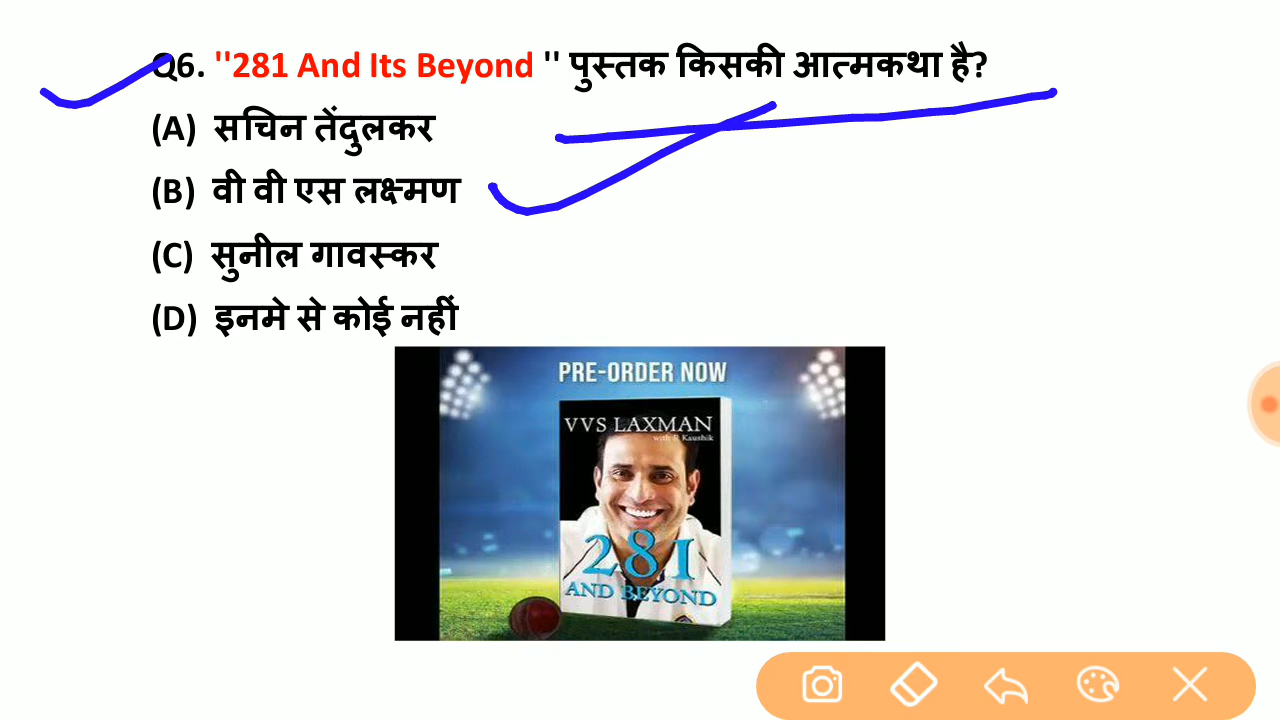 Q6. ''281 And Its Beyond '' पुस्तक किसकी आत्मकथा है?
(A) सचिन तेंदुलकर
(B) वी वी एस लक्ष्मण
(C) सुनील गावस्कर
(D) इनमे से कोई नहीं
PRE-ORDER NOW
VVS LAXMAN
with R Kaushik
281
AND BEYOND